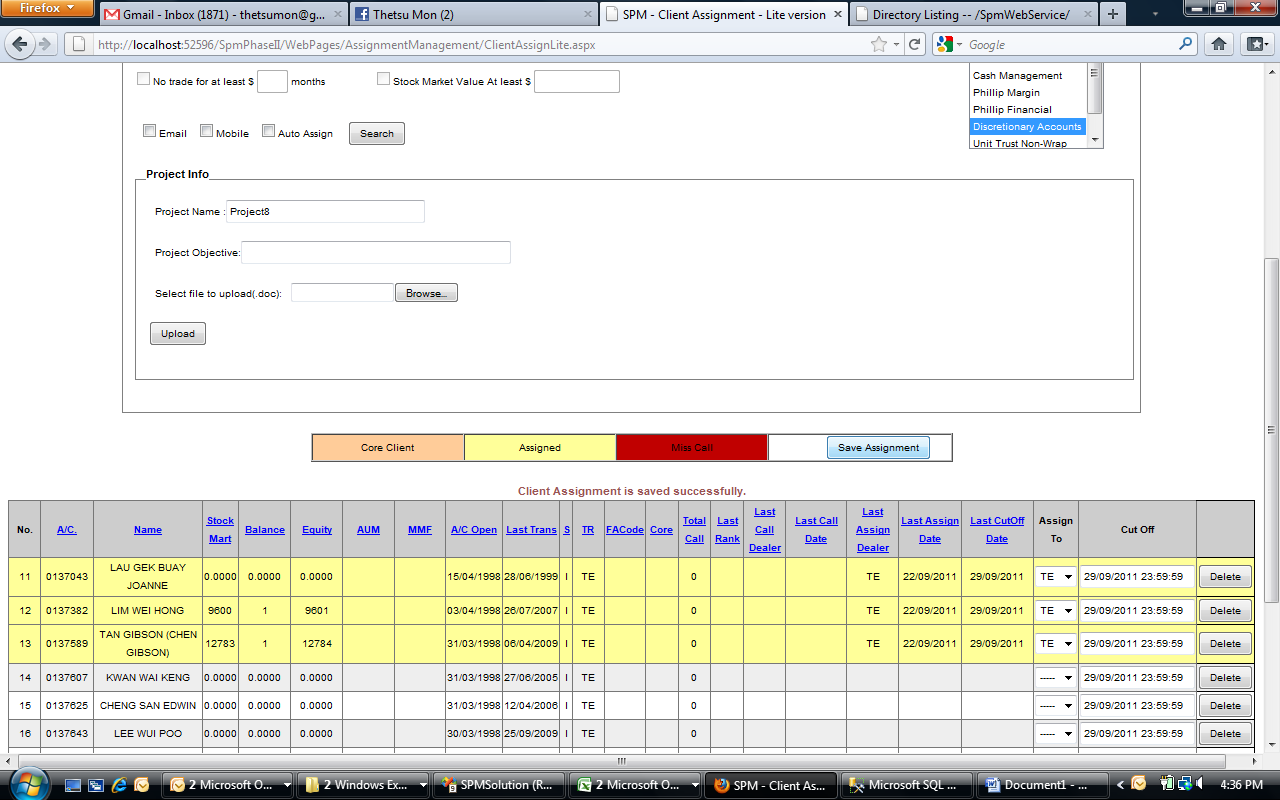 Firefox
Gmail - Inbox (1871) - thetsumon@g...
Thetsu Mon (2)
SPM - Client Assignment - Lite version
Directory Listing -- /SpmWebService/
http://localhost:52596/SpmPhaseII/WebPages/AssignmentManagement/ClientAssignLite.aspx
Google
No trade for at least $ months
Stock Market Value At least $
Cash Management
Phillip Margin
Phillip Financial
Discretionary Accounts
Unit Trust Non-Wrap
Email Mobile Auto Assign Search
Project Info
Project Name : Project8
Project Objective:
Select file to upload(.doc): Browse...
Upload
Core Client Assigned Miss Call Save Assignment
Client Assignment is saved successfully.
No. A/C. Name Stock Mart Balance Equity AUM MMF A/C Open Last Trans S TR FACode Core Total Call Last Rank Last Call Dealer Last Call Date Last Assign Dealer Last Assign Date Last CutOff Date Assign To Cut Off
11 0137043 LAU GEK BUAY JOANNE 0.0000 0.0000 0.0000 15/04/1998 28/06/1999 I TE 0 TE 22/09/2011 29/09/2011 TE 29/09/2011 23:59:59 Delete
12 0137382 LIM WEI HONG 9600 1 9601 03/04/1998 26/07/2007 I TE 0 TE 22/09/2011 29/09/2011 TE 29/09/2011 23:59:59 Delete
13 0137589 TAN GIBSON (CHEN GIBSON) 12783 1 12784 31/03/1998 06/04/2009 I TE 0 TE 22/09/2011 29/09/2011 TE 29/09/2011 23:59:59 Delete
14 0137607 KWAN WAI KENG 0.0000 0.0000 0.0000 31/03/1998 27/06/2005 I TE 0 ----- 29/09/2011 23:59:59 Delete
15 0137625 CHENG SAN EDWIN 0.0000 0.0000 0.0000 31/03/1998 12/04/2006 I TE 0 ----- 29/09/2011 23:59:59 Delete
16 0137643 LEE WUI POO 0.0000 0.0000 0.0000 30/03/1998 25/09/2009 I TE 0 ----- 29/09/2011 23:59:59 Delete
2 Microsoft O...
2 Windows Ex...
SPMSolution (R...
2 Microsoft O...
SPM - Client As...
Microsoft SQL ...
Document1 - ...
4:36 PM